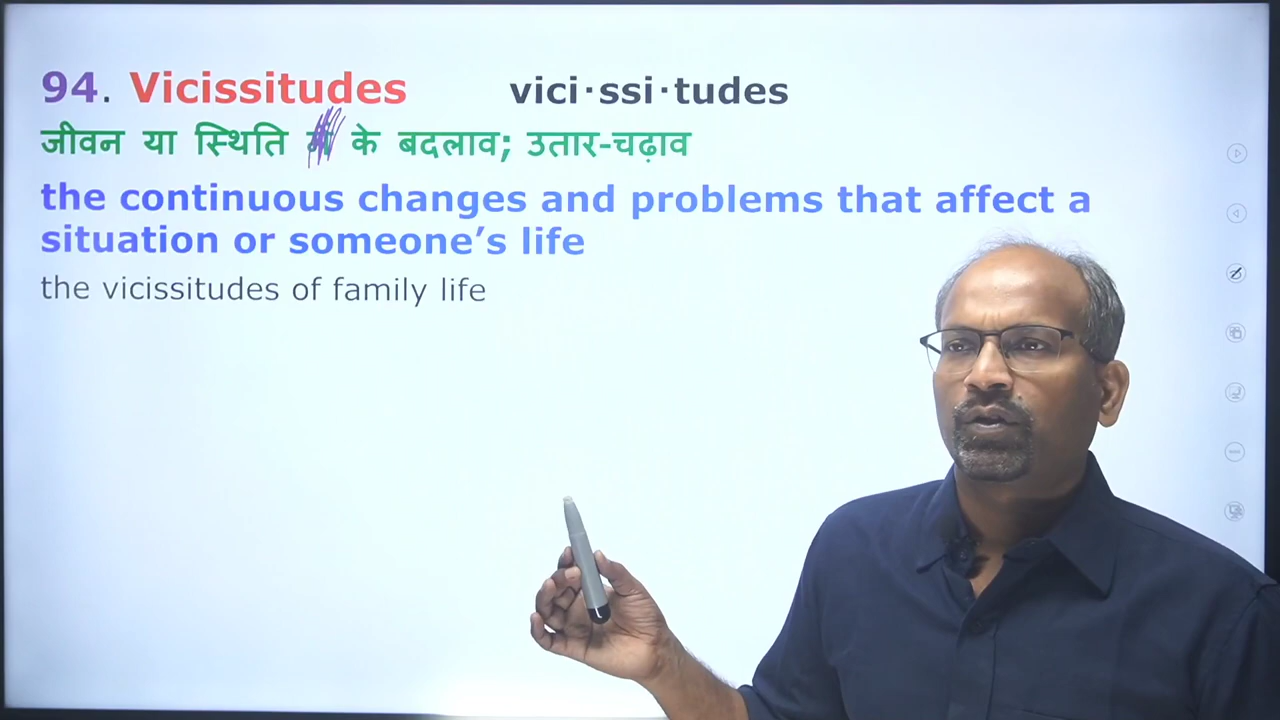 94. Vicissitudes vici·ssi·tudes
जीवन या स्थिति के बदलाव; उतार-चढ़ाव
the continuous changes and problems that affect a
situation or someone’s life
the vicissitudes of family life